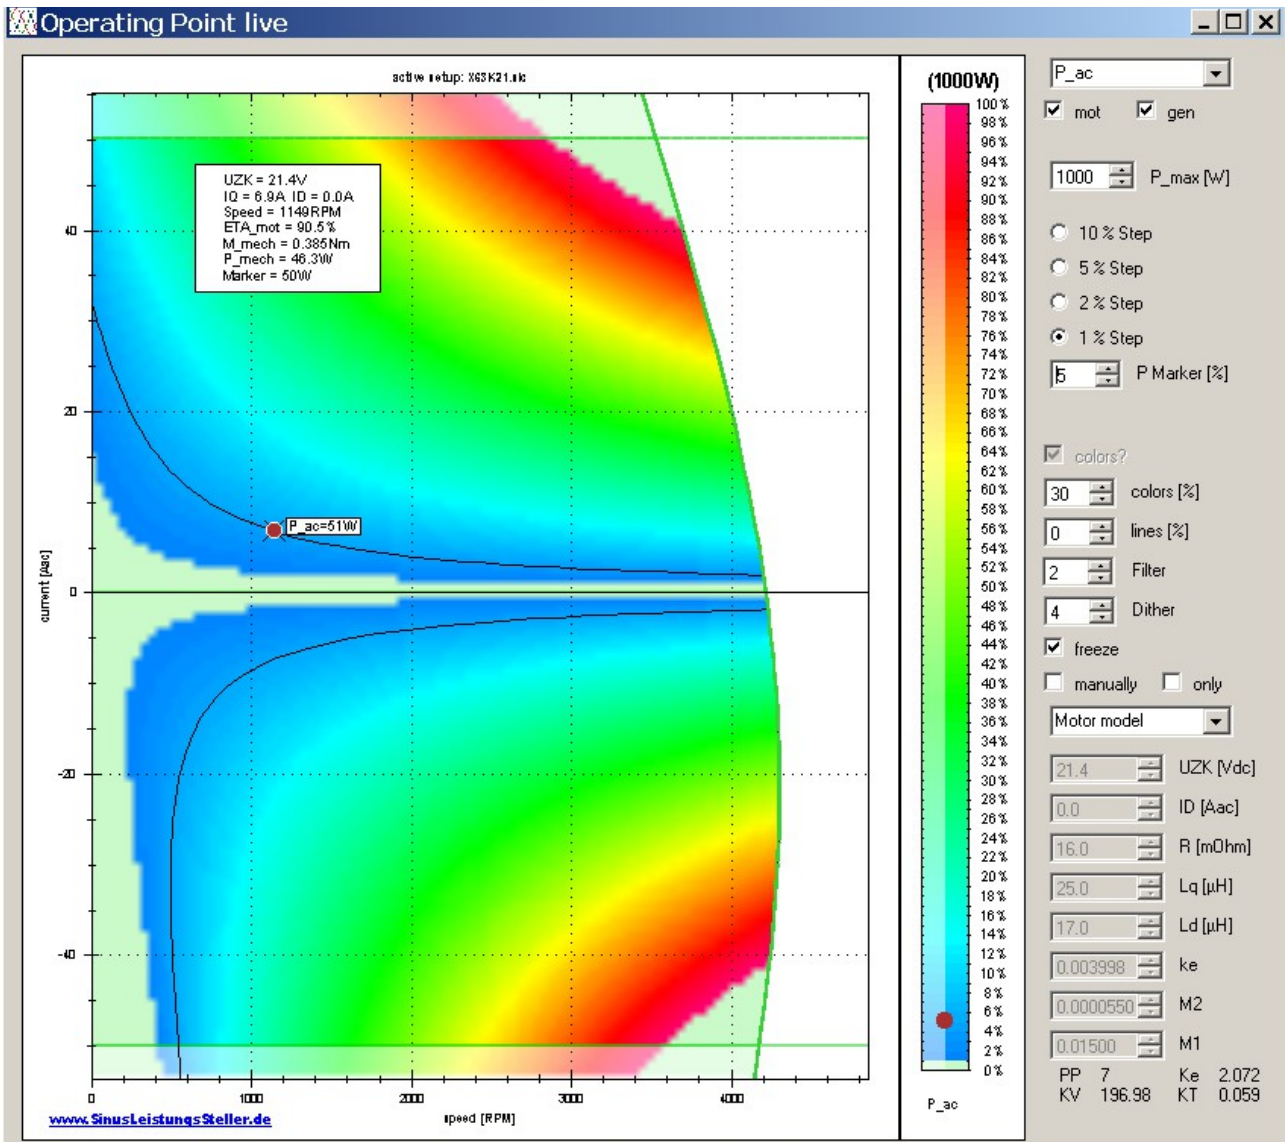 Operating Point live
active setup: X63K21.slc
UZK = 21.4V
IQ = 6.9A ID = 0.0A
Speed = 1149RPM
ETA_mot = 90.5%
M_mech = 0.385Nm
P_mech = 46.3W
Marker = 50W
P_ac=51W
40
20
0
-20
-40
current [Aac]
0
1000
2000
3000
4000
speed [RPM]
www.SinusLeistungsSteller.de
(1000W)
100%
98%
96%
94%
92%
90%
88%
86%
84%
82%
80%
78%
76%
74%
72%
70%
68%
66%
64%
62%
60%
58%
56%
54%
52%
50%
48%
46%
44%
42%
40%
38%
36%
34%
32%
30%
28%
26%
24%
22%
20%
18%
16%
14%
12%
10%
8%
6%
4%
2%
0%
P_ac
P_ac
mot gen
1000 P_max [W]
10 % Step
5 % Step
2 % Step
1 % Step
5 P Marker [%]
colors?
30 colors [%]
0 lines [%]
2 Filter
4 Dither
freeze
manually only
Motor model
21.4 UZK [Vdc]
0.0 ID [Aac]
16.0 R [mOhm]
25.0 Lq [µH]
17.0 Ld [µH]
0.003998 ke
0.0000550 M2
0.01500 M1
PP 7 Ke 2.072
KV 196.98 KT 0.059